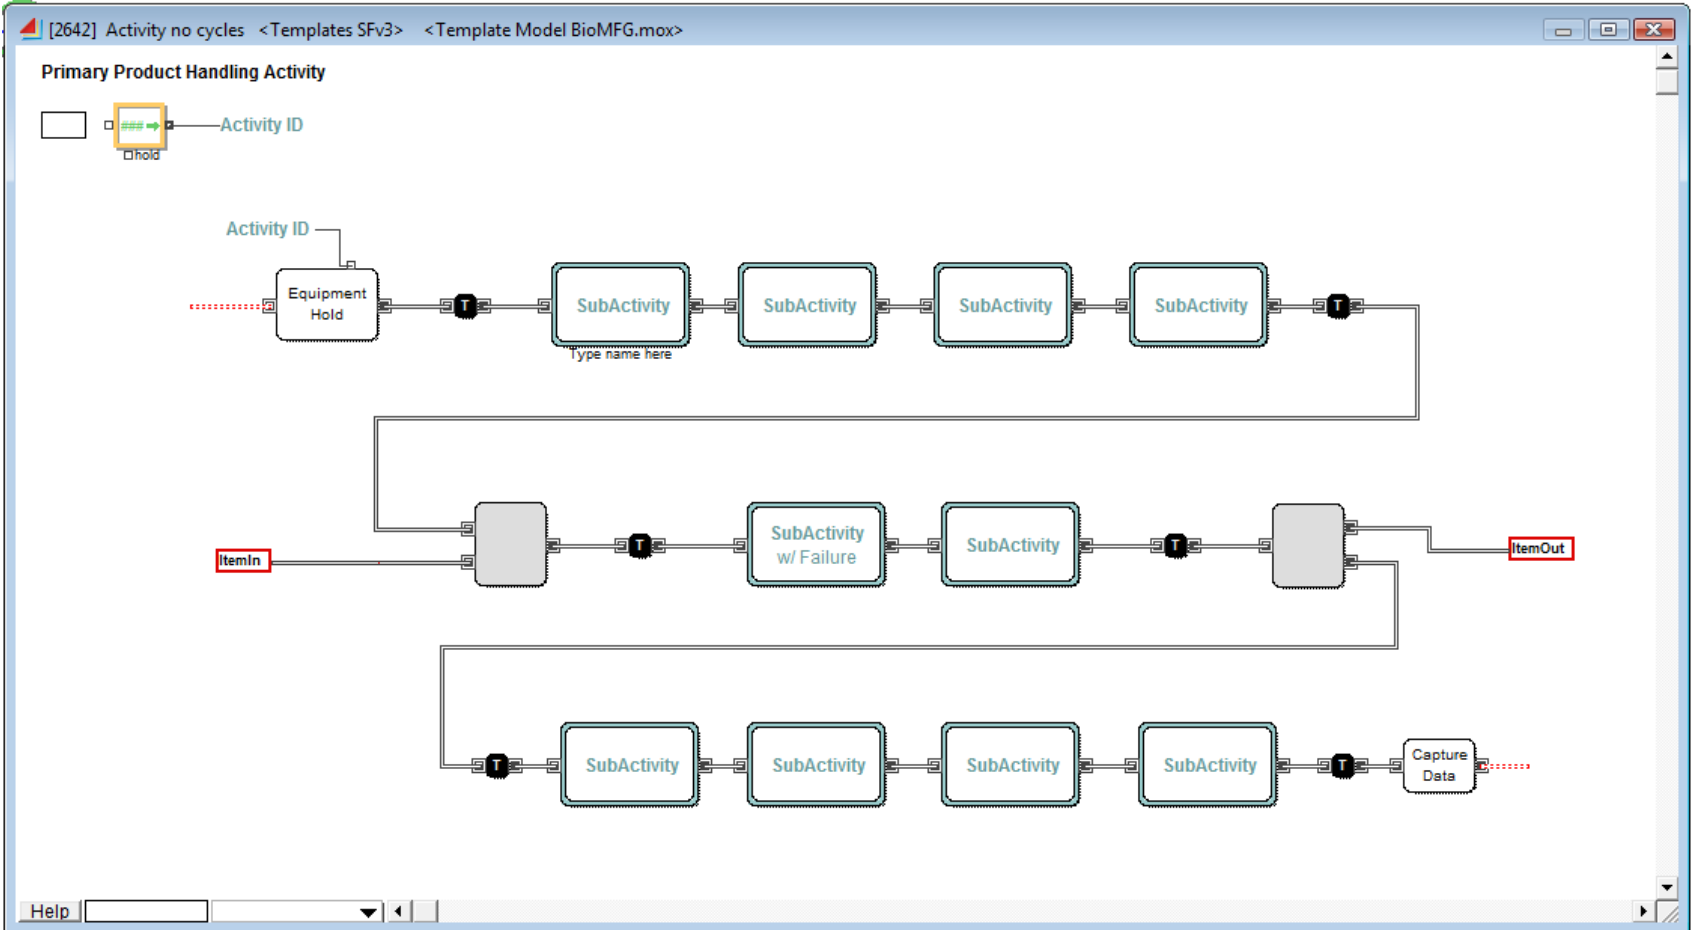 [2642] Activity no cycles <Templates SFv3> <Template Model BioMFG.mox>
Primary Product Handling Activity
### Activity ID
hold
Activity ID
Equipment
Hold
T
SubActivity
SubActivity
SubActivity
SubActivity
T
Type name here
ItemIn
T
SubActivity
w/ Failure
SubActivity
T
ItemOut
T
SubActivity
SubActivity
SubActivity
SubActivity
T
Capture
Data
Help